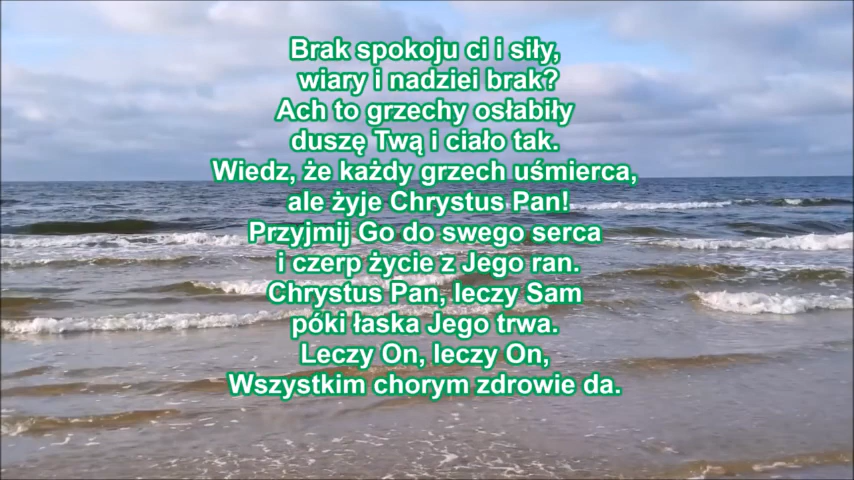 Brak spokoju ci i siły,
wiary i nadziei brak?
Ach to grzechy osłabiły
duszę Twą i ciało tak.
Wiedz, że każdy grzech uśmierca,
ale żyje Chrystus Pan!
Przyjmij Go do swego serca
i czerp życie z Jego ran.
Chrystus Pan, leczy Sam
póki łaska Jego trwa.
Leczy On, leczy On,
Wszystkim chorym zdrowie da.